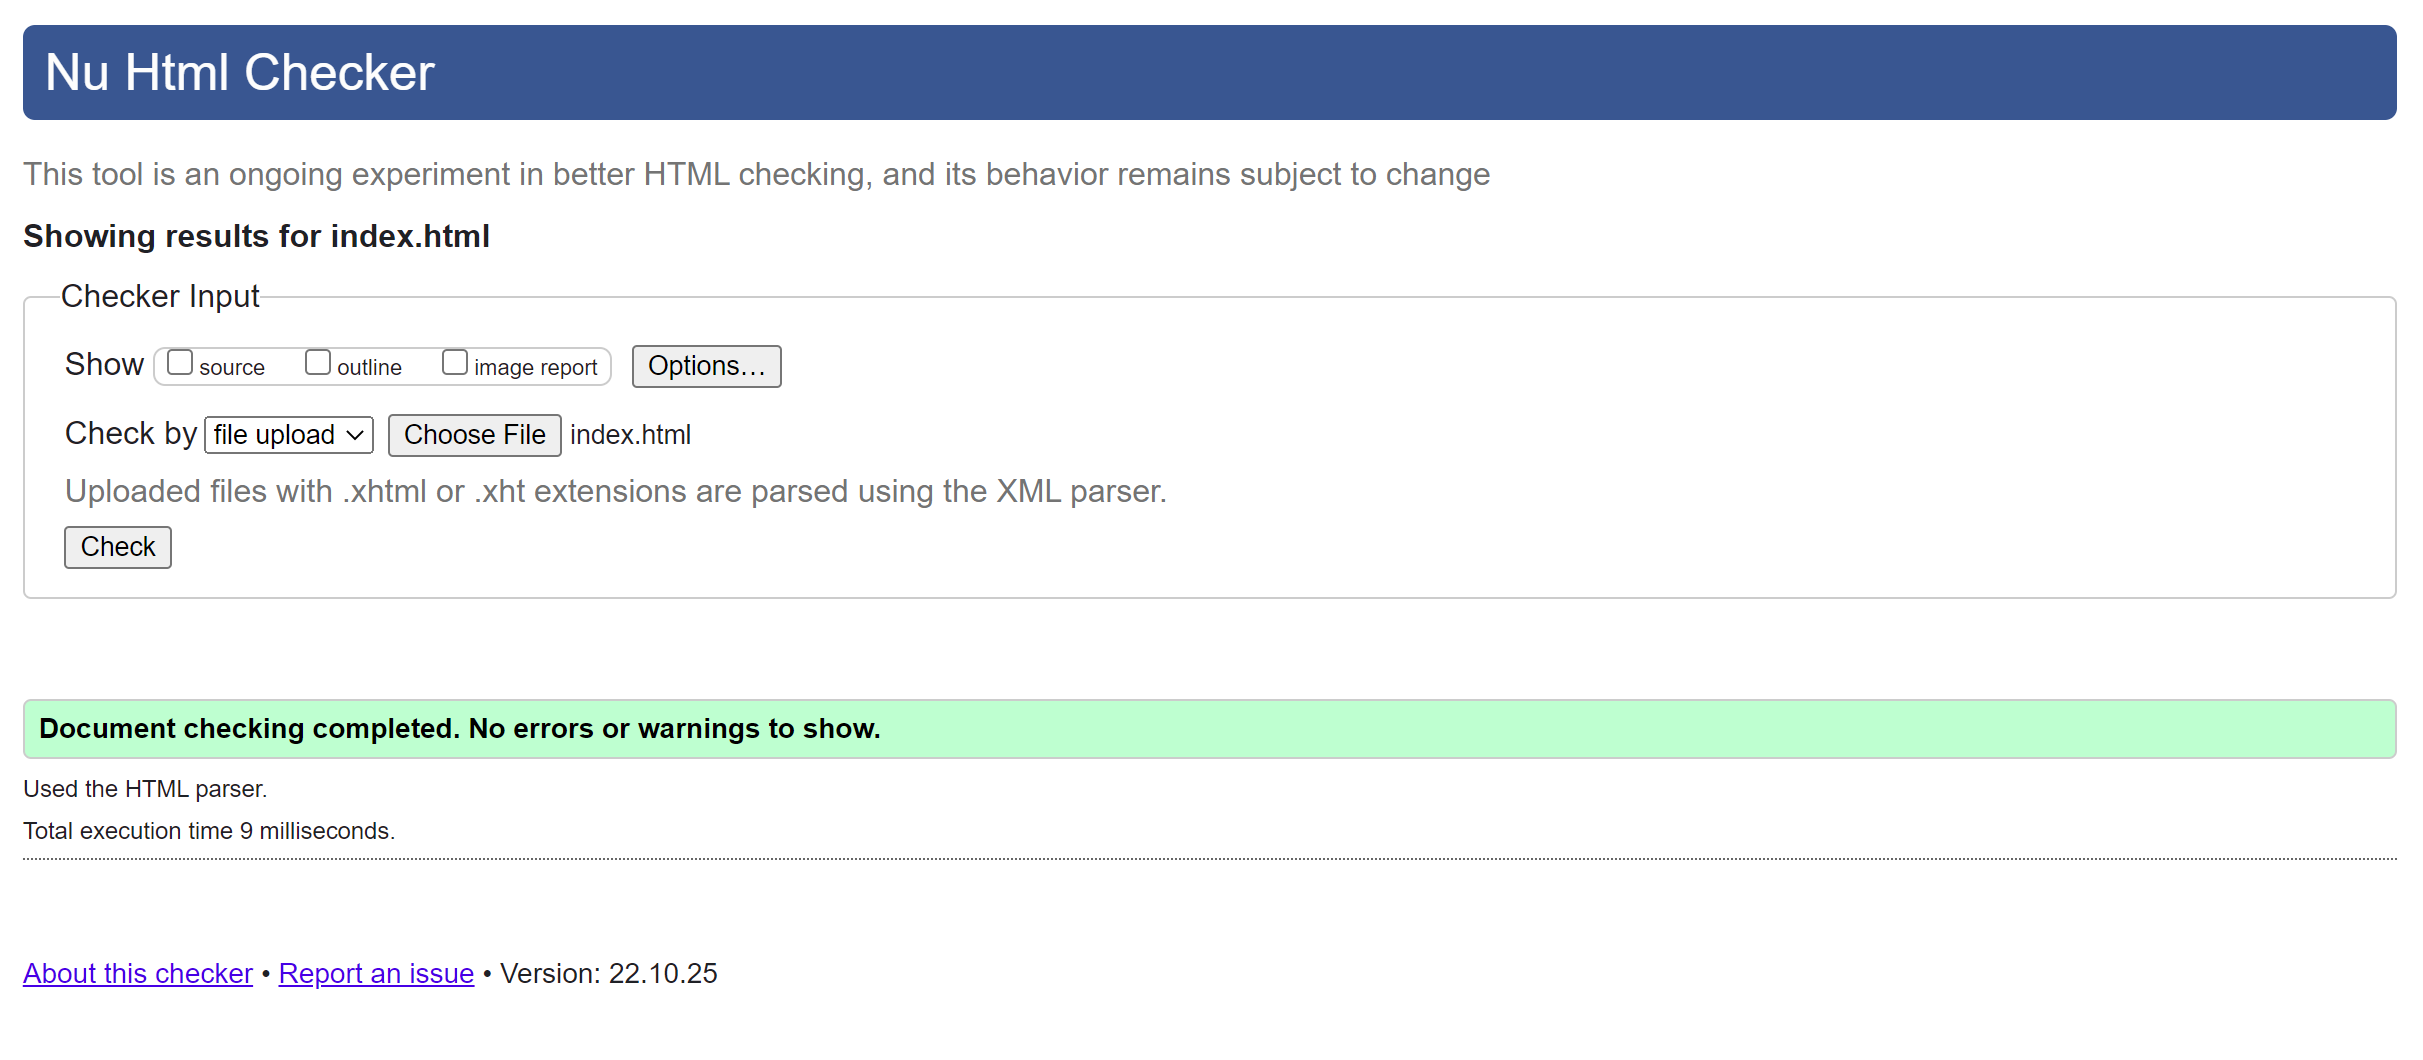 Nu Html Checker
This tool is an ongoing experiment in better HTML checking, and its behavior remains subject to change
Showing results for index.html
Checker Input
Show source outline image report Options…
Check by file upload Choose File index.html
Uploaded files with .xhtml or .xht extensions are parsed using the XML parser.
Check
Document checking completed. No errors or warnings to show.
Used the HTML parser.
Total execution time 9 milliseconds.
About this checker • Report an issue • Version: 22.10.25